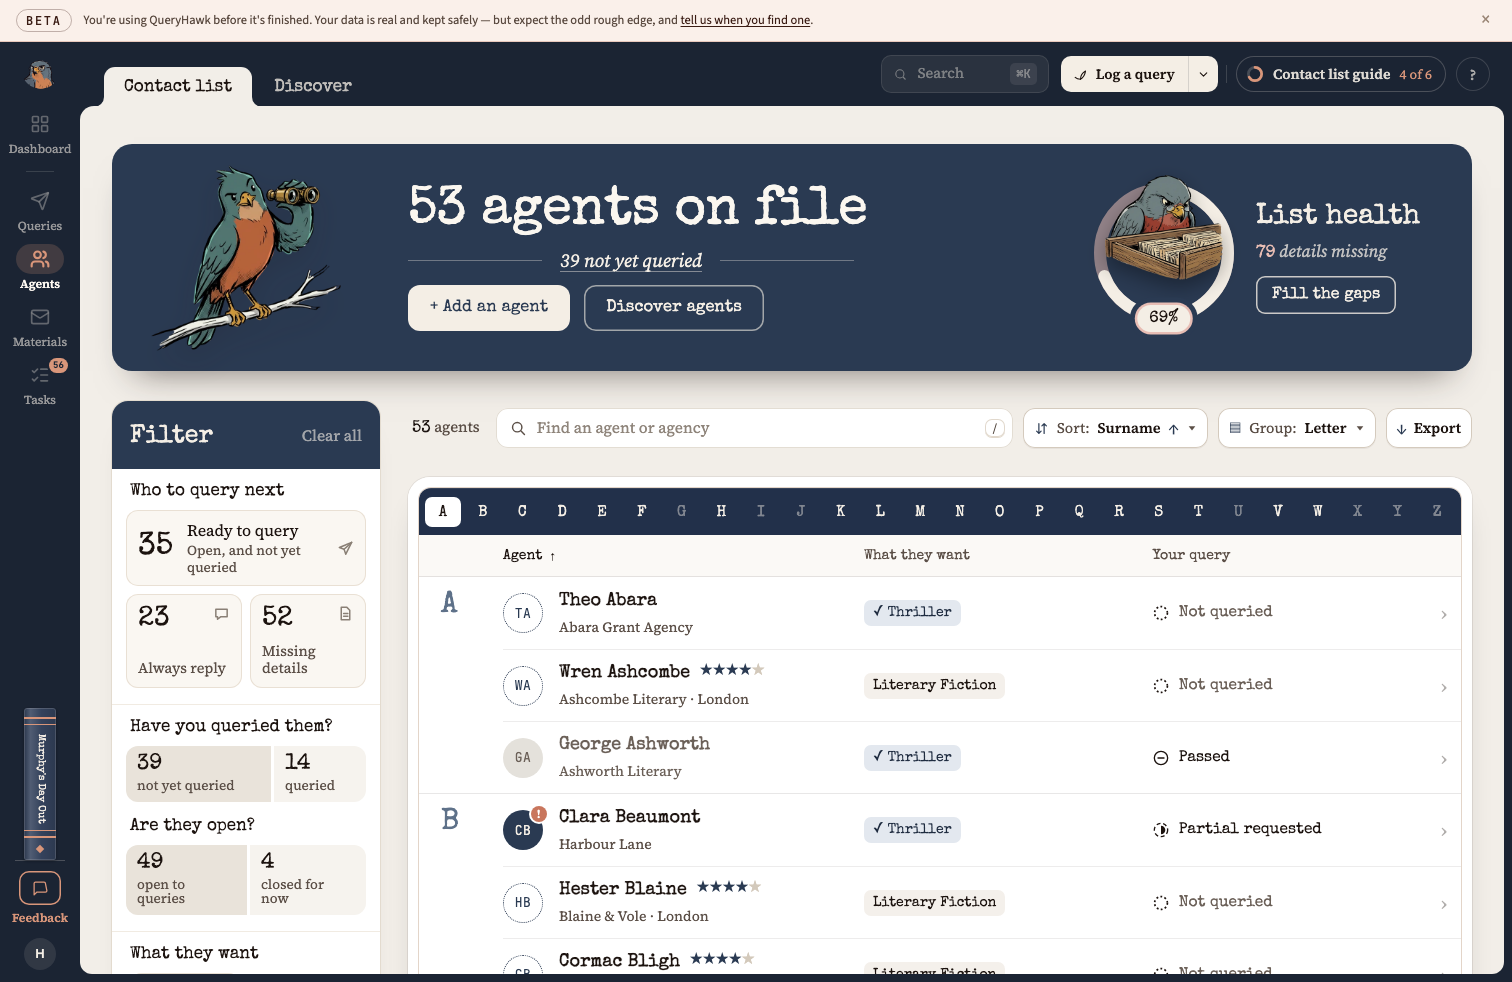 BETA
You're using QueryHawk before it's finished. Your data is real and kept safely — but expect the odd rough edge, and tell us when you find one.
×
Contact list
Discover
Search
⌘K
Log a query
Contact list guide 4 of 6
?
Dashboard
Queries
Agents
Materials
56
Tasks
Murphy's Day Out
Feedback
H
53 agents on file
39 not yet queried
+ Add an agent
Discover agents
69%
List health
79 details missing
Fill the gaps
Filter
Clear all
Who to query next
35
Ready to query
Open, and not yet
queried
23
Always reply
52
Missing
details
Have you queried them?
39
not yet queried
14
queried
Are they open?
49
open to
queries
4
closed for
now
What they want
53 agents
Find an agent or agency
/
Sort: Surname ↑
Group: Letter
↓ Export
A B C D E F G H I J K L M N O P Q R S T U V W X Y Z
Agent ↑
What they want
Your query
A
TA
Theo Abara
Abara Grant Agency
✓ Thriller
Not queried
WA
Wren Ashcombe ★★★★★
Ashcombe Literary · London
Literary Fiction
Not queried
GA
George Ashworth
Ashworth Literary
✓ Thriller
Passed
B
CB
!
Clara Beaumont
Harbour Lane
✓ Thriller
Partial requested
HB
Hester Blaine ★★★★★
Blaine & Vole · London
Literary Fiction
Not queried
CB
Cormac Bligh ★★★★★
Literary Fiction
Not queried